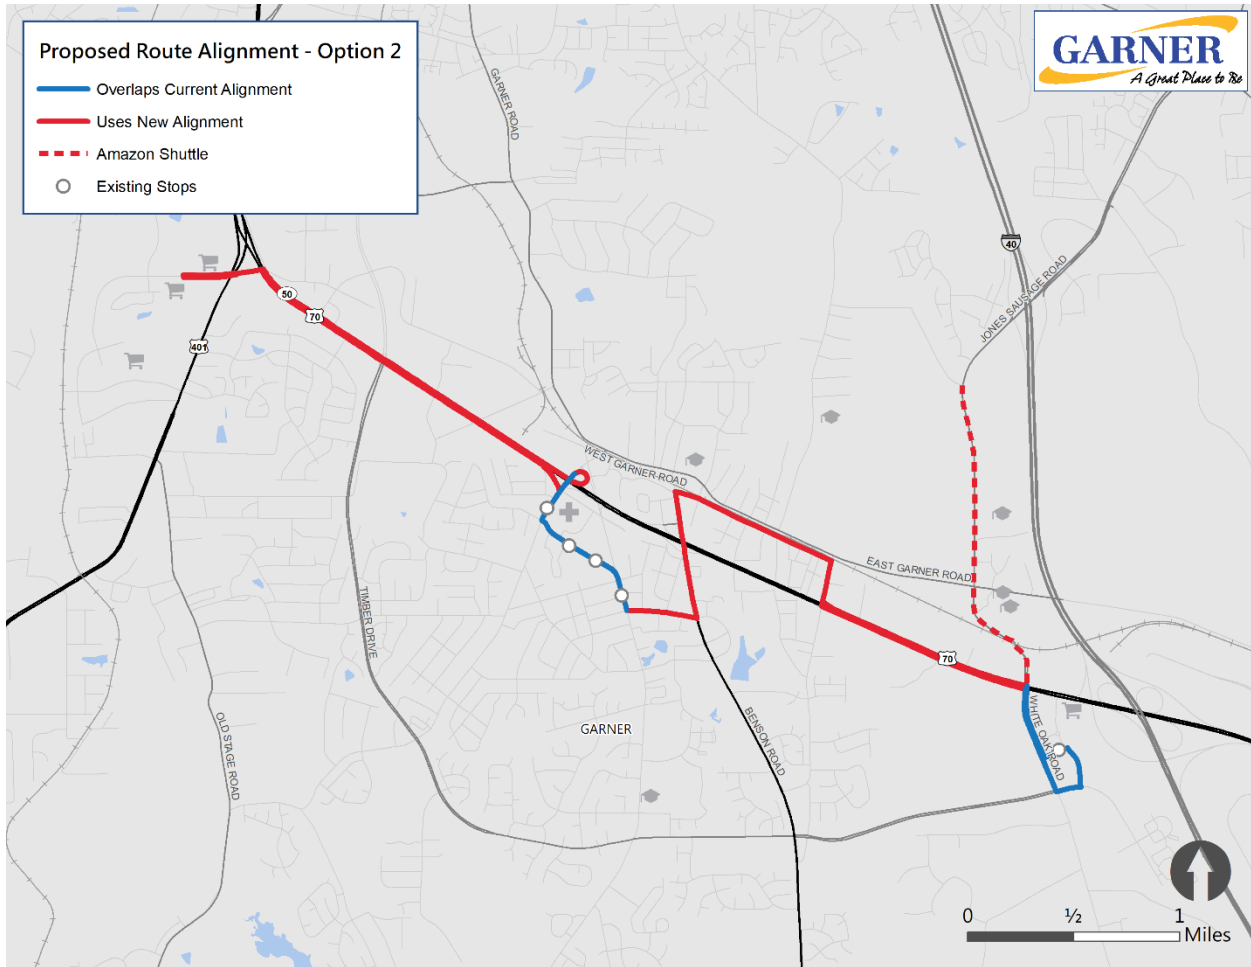 Proposed Route Alignment - Option 2
Overlaps Current Alignment
Uses New Alignment
Amazon Shuttle
Existing Stops
GARNER
A Great Place to Be
GARNER ROAD
40
JONES SAUSAGE ROAD
50
70
401
WEST GARNER ROAD
EAST GARNER ROAD
TIMBER DRIVE
70
OLD STAGE ROAD
GARNER
BENSON ROAD
WHITE OAK ROAD
0 ½ 1
Miles